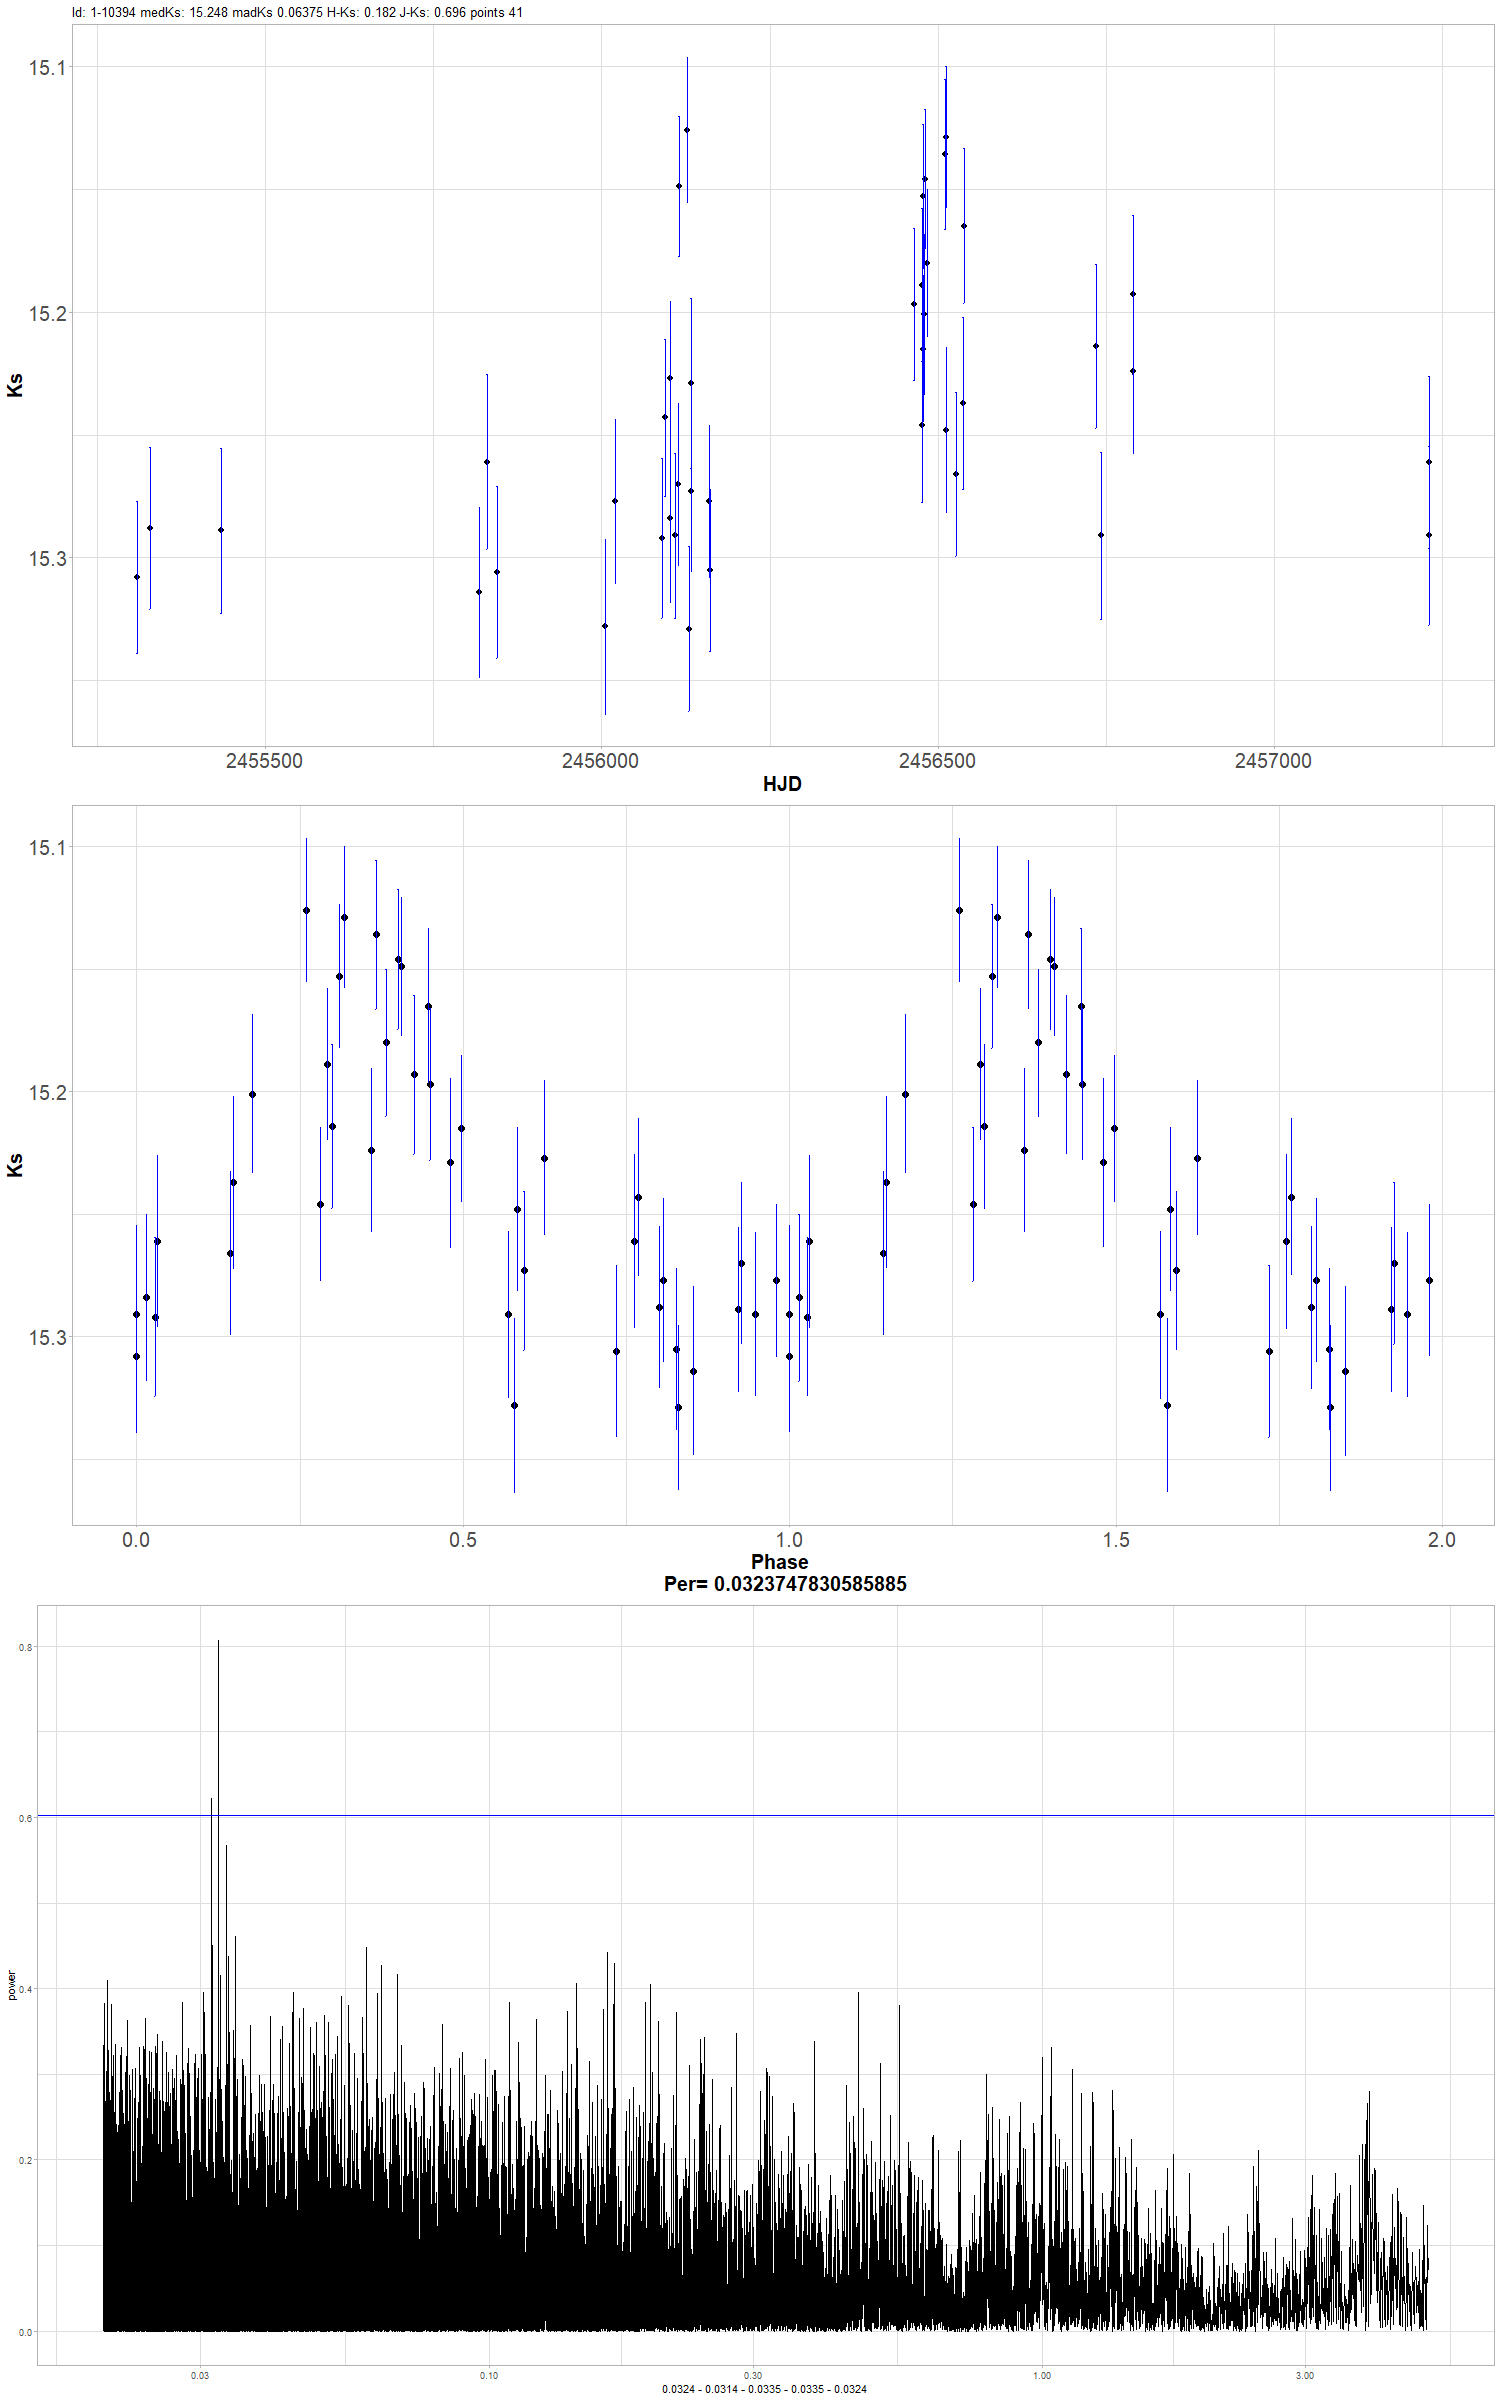 Id: 1-10394 medKs: 15.248 madKs 0.06375 H-Ks: 0.182 J-Ks: 0.696 points 41
15.1
15.2
15.3
Ks
2455500 2456000 2456500 2457000
HJD
15.1
15.2
15.3
Ks
0.0 0.5 1.0 1.5 2.0
Phase
Per= 0.0323747830585885
0.8
0.6
0.4
0.2
0.0
power
0.03 0.10 0.30 1.00 3.00
0.0324 - 0.0314 - 0.0335 - 0.0335 - 0.0324